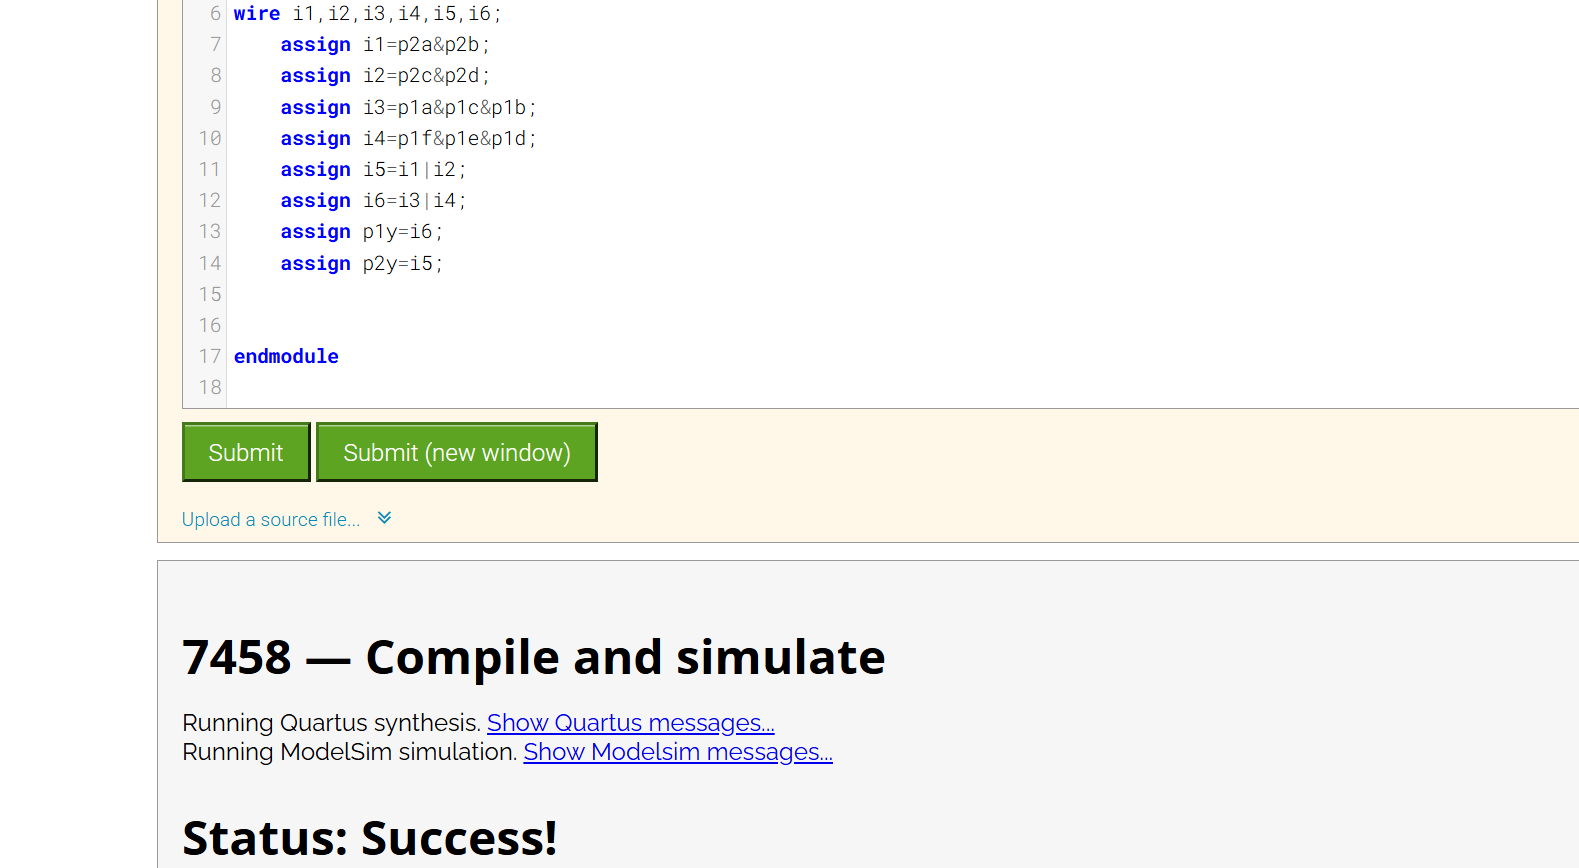 6 wire i1,i2,i3,i4,i5,i6;
7 assign i1=p2a&p2b;
8 assign i2=p2c&p2d;
9 assign i3=p1a&p1c&p1b;
10 assign i4=p1f&p1e&p1d;
11 assign i5=i1|i2;
12 assign i6=i3|i4;
13 assign p1y=i6;
14 assign p2y=i5;
15
16
17 endmodule
18
Submit Submit (new window)
Upload a source file...
7458 — Compile and simulate
Running Quartus synthesis. Show Quartus messages...
Running ModelSim simulation. Show Modelsim messages...
Status: Success!